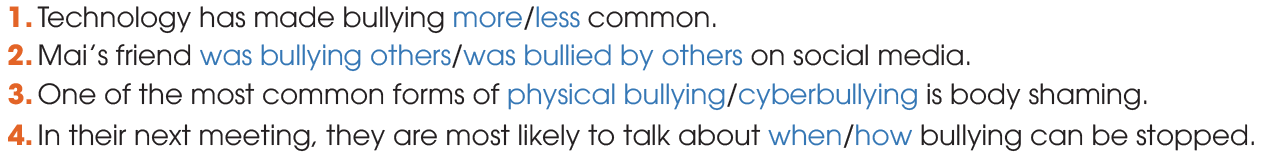 1. Technology has made bullying more/less common.
2. Mai's friend was bullying others/was bullied by others on social media.
3. One of the most common forms of physical bullying/cyberbullying is body shaming.
4. In their next meeting, they are most likely to talk about when/how bullying can be stopped.